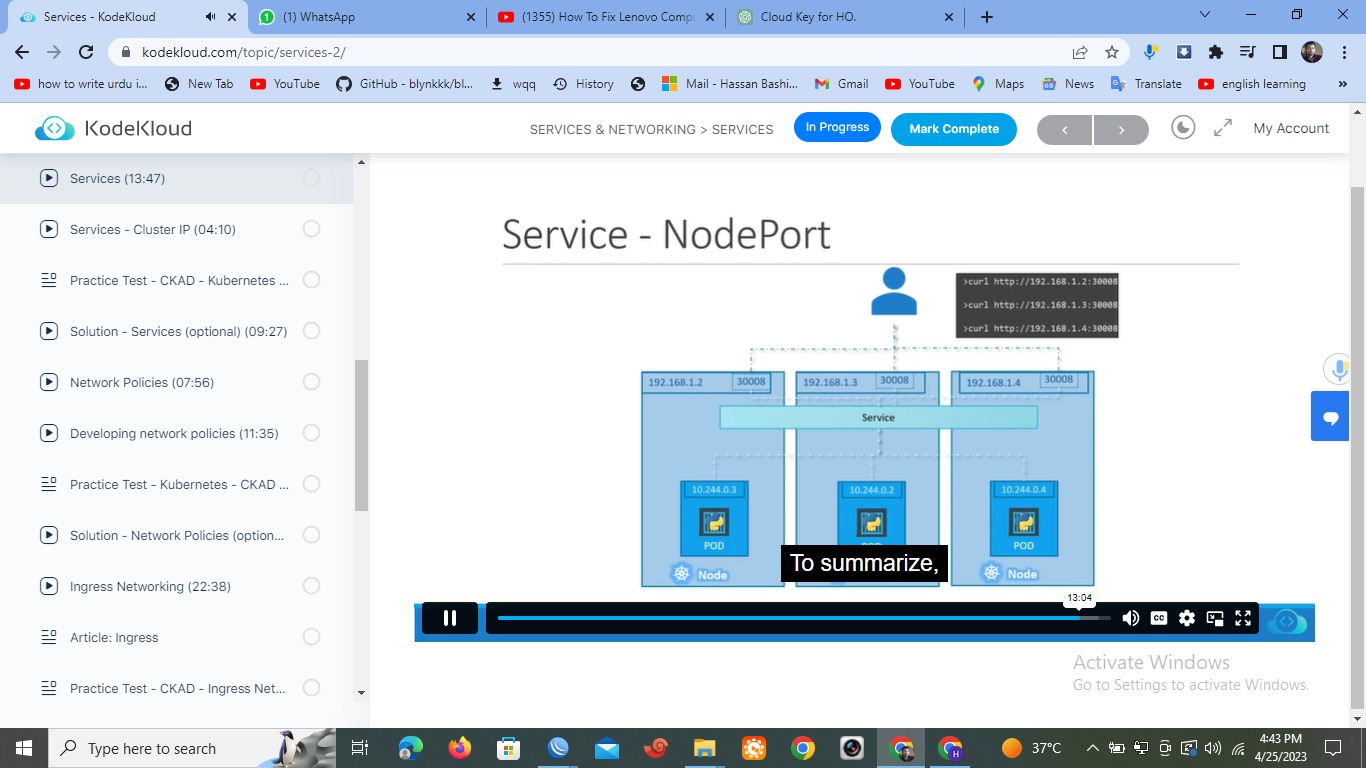 Services - KodeKloud
(1) WhatsApp
(1355) How To Fix Lenovo Compu
Cloud Key for HO.
kodekloud.com/topic/services-2/
how to write urdu i...
New Tab
YouTube
GitHub - blynkkk/bl...
wqq
History
Mail - Hassan Bashi...
Gmail
YouTube
Maps
News
Translate
english learning
»
KodeKloud
SERVICES & NETWORKING > SERVICES
In Progress
Mark Complete
My Account
Services (13:47)
Services - Cluster IP (04:10)
Practice Test - CKAD - Kubernetes ...
Solution - Services (optional) (09:27)
Network Policies (07:56)
Developing network policies (11:35)
Practice Test - Kubernetes - CKAD ...
Solution - Network Policies (option...
Ingress Networking (22:38)
Article: Ingress
Practice Test - CKAD - Ingress Net...
Service - NodePort
>curl http://192.168.1.2:30008
>curl http://192.168.1.3:30008
>curl http://192.168.1.4:30008
192.168.1.2 30008
192.168.1.3 30008
192.168.1.4 30008
Service
10.244.0.3
10.244.0.2
10.244.0.4
POD
POD
POD
To summarize,
Node
Node
13:04
CC
Activate Windows
Go to Settings to activate Windows.
Type here to search
37°C
4:43 PM
4/25/2023